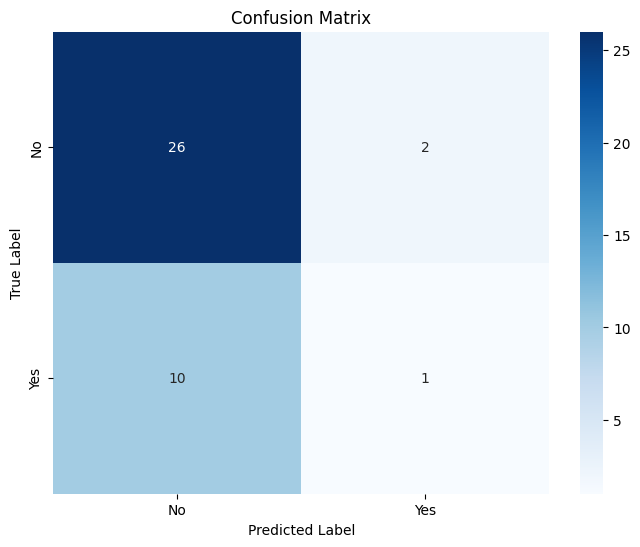 Confusion Matrix
True Label
No
26
2
Yes
10
1
No
Yes
Predicted Label
25
20
15
10
5